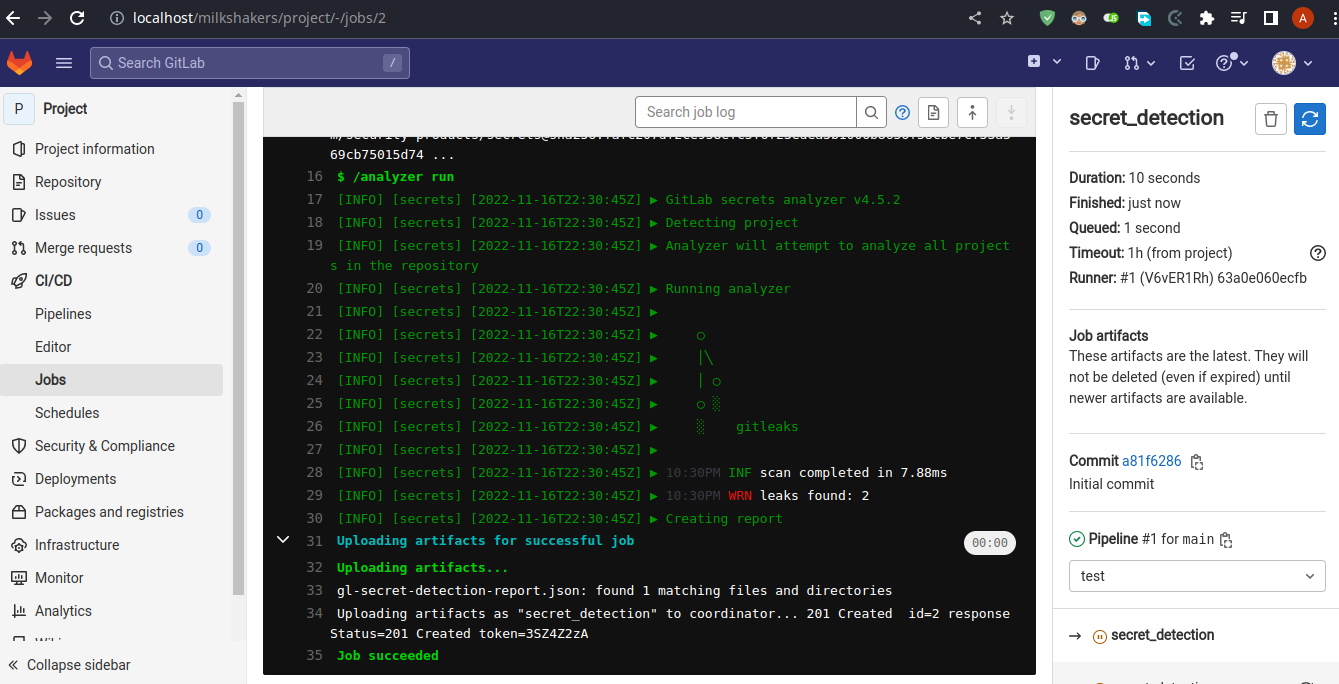 localhost/milkshakers/project/-/jobs/2
A
Search GitLab /
P Project
Project information
Repository
Issues 0
Merge requests 0
CI/CD
Pipelines
Editor
Jobs
Schedules
Security & Compliance
Deployments
Packages and registries
Infrastructure
Monitor
Analytics
Collapse sidebar
Search job log
69cb75015d74 ...
16 $ /analyzer run
17 [INFO] [secrets] [2022-11-16T22:30:45Z] ▶ GitLab secrets analyzer v4.5.2
18 [INFO] [secrets] [2022-11-16T22:30:45Z] ▶ Detecting project
19 [INFO] [secrets] [2022-11-16T22:30:45Z] ▶ Analyzer will attempt to analyze all project
s in the repository
20 [INFO] [secrets] [2022-11-16T22:30:45Z] ▶ Running analyzer
21 [INFO] [secrets] [2022-11-16T22:30:45Z] ▶
22 [INFO] [secrets] [2022-11-16T22:30:45Z] ▶ ○
23 [INFO] [secrets] [2022-11-16T22:30:45Z] ▶ │╲
24 [INFO] [secrets] [2022-11-16T22:30:45Z] ▶ │ ○
25 [INFO] [secrets] [2022-11-16T22:30:45Z] ▶ ○ ░
26 [INFO] [secrets] [2022-11-16T22:30:45Z] ▶ ░ gitleaks
27 [INFO] [secrets] [2022-11-16T22:30:45Z] ▶
28 [INFO] [secrets] [2022-11-16T22:30:45Z] ▶ 10:30PM INF scan completed in 7.88ms
29 [INFO] [secrets] [2022-11-16T22:30:45Z] ▶ 10:30PM WRN leaks found: 2
30 [INFO] [secrets] [2022-11-16T22:30:45Z] ▶ Creating report
31 Uploading artifacts for successful job 00:00
32 Uploading artifacts...
33 gl-secret-detection-report.json: found 1 matching files and directories
34 Uploading artifacts as "secret_detection" to coordinator... 201 Created id=2 response
Status=201 Created token=3SZ4Z2zA
35 Job succeeded
secret_detection
Duration: 10 seconds
Finished: just now
Queued: 1 second
Timeout: 1h (from project)
Runner: #1 (V6vER1Rh) 63a0e060ecfb
Job artifacts
These artifacts are the latest. They will
not be deleted (even if expired) until
newer artifacts are available.
Commit a81f6286
Initial commit
Pipeline #1 for main
test
→ secret_detection